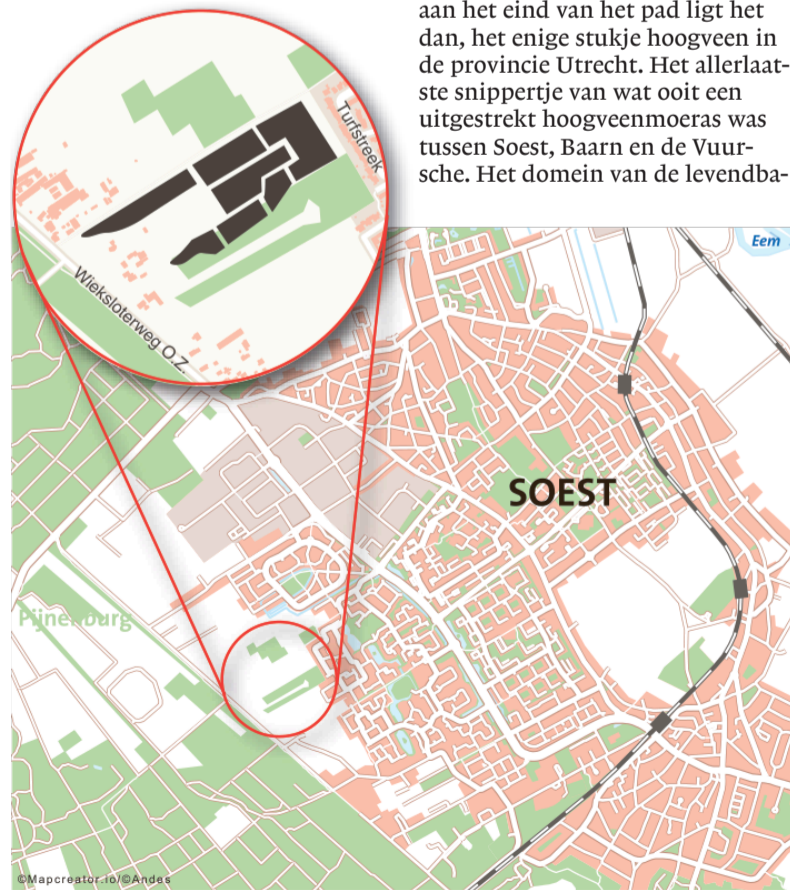 aan het eind van het pad ligt het
dan, het enige stukje hoogveen in
de provincie Utrecht. Het allerlaat-
ste snippertje van wat ooit een
uitgestrekt hoogveenmoeras was
tussen Soest, Baarn en de Vuur-
sche. Het domein van de levendba-
Turfstreek
Wieksloterweg O.Z.
Eem
SOEST
Pijnenburg
©Mapcreator.io/©Andes